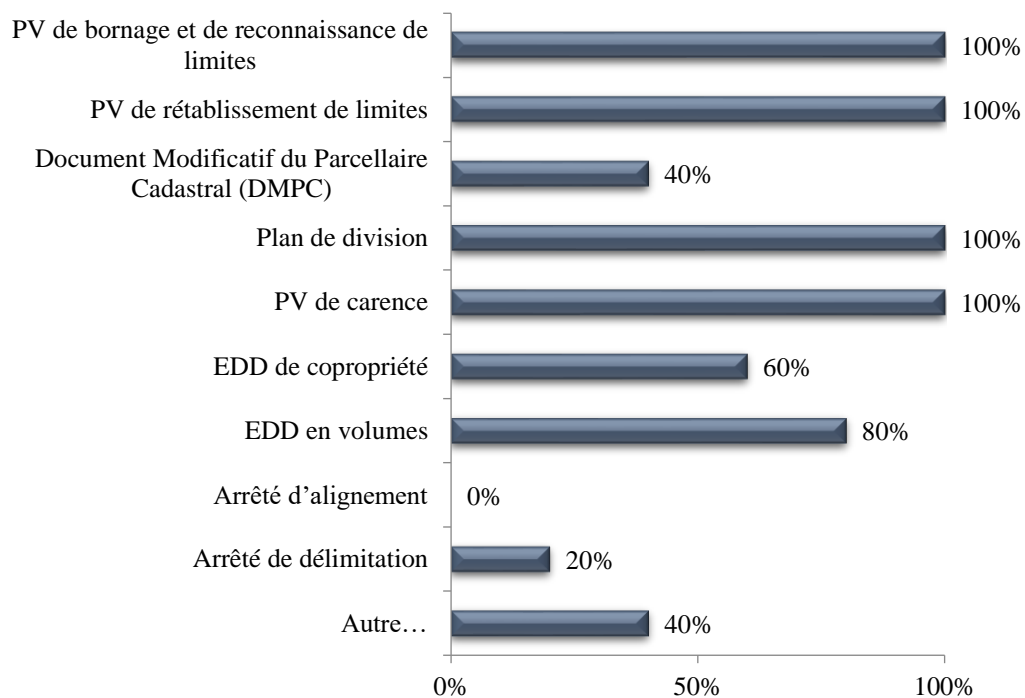 PV de bornage et de reconnaissance de
limites
100%
PV de rétablissement de limites
100%
Document Modificatif du Parcellaire
Cadastral (DMPC)
40%
Plan de division
100%
PV de carence
100%
EDD de copropriété
60%
EDD en volumes
80%
Arrêté d’alignement
0%
Arrêté de délimitation
20%
Autre…
40%
0%
50%
100%